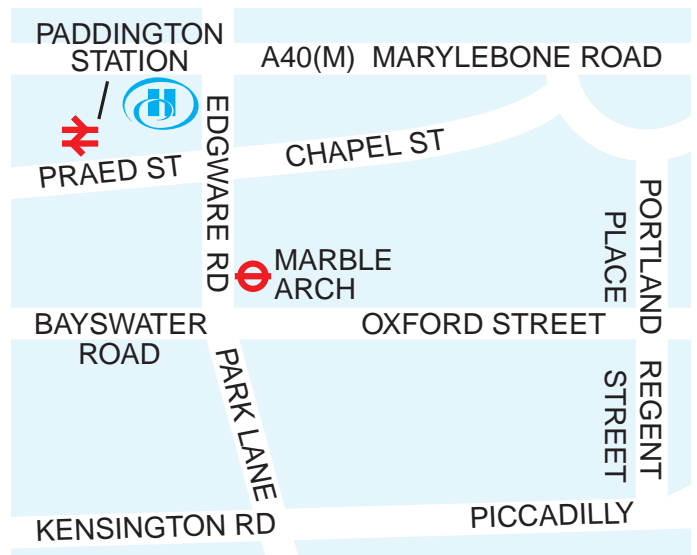 PADDINGTON
STATION
A40(M) MARYLEBONE ROAD
H
EDGWARE RD
CHAPEL ST
PRAED ST
PORTLAND
PLACE
MARBLE
ARCH
BAYSWATER
ROAD
OXFORD STREET
PARK LANE
REGENT
STREET
KENSINGTON RD
PICCADILLY